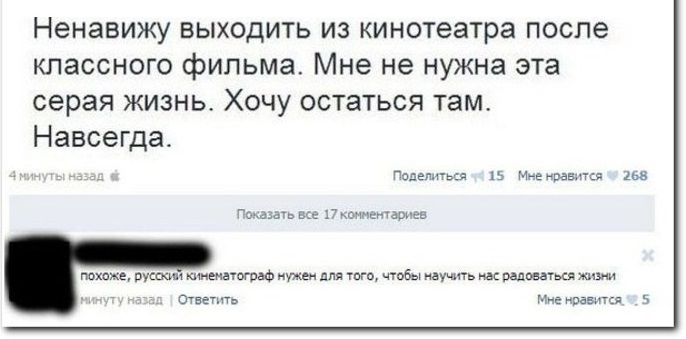 Ненавижу выходить из кинотеатра после
классного фильма. Мне не нужна эта
серая жизнь. Хочу остаться там.
Навсегда.
4 минуты назад Поделиться 15 Мне нравится 268
Показать все 17 комментариев
похоже, русский кинематограф нужен для того, чтобы научить нас радоваться жизни
минуту назад | Ответить Мне нравится 5